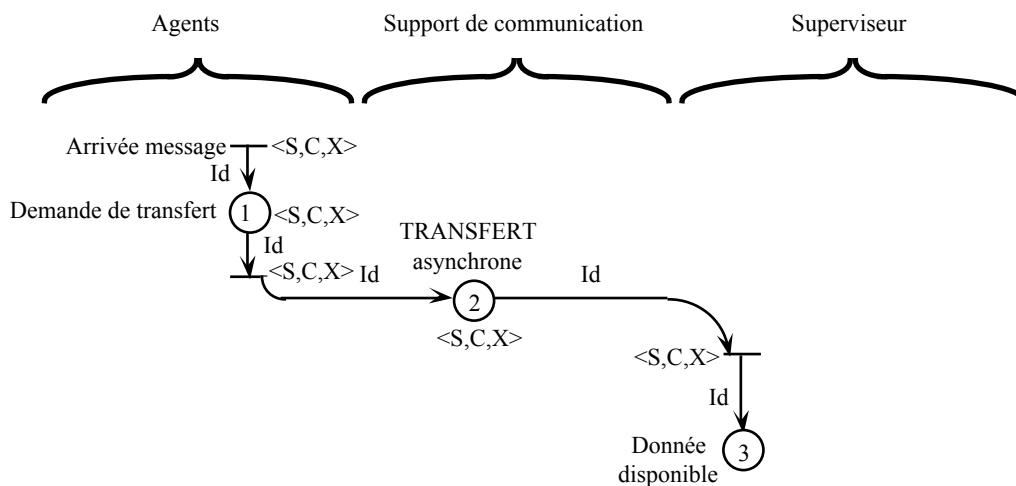 Agents
Support de communication
Superviseur
Arrivée message
<S,C,X>
Id
Demande de transfert
1
<S,C,X>
Id
<S,C,X>
Id
TRANSFERT
asynchrone
2
<S,C,X>
Id
<S,C,X>
Id
Donnée
disponible
3